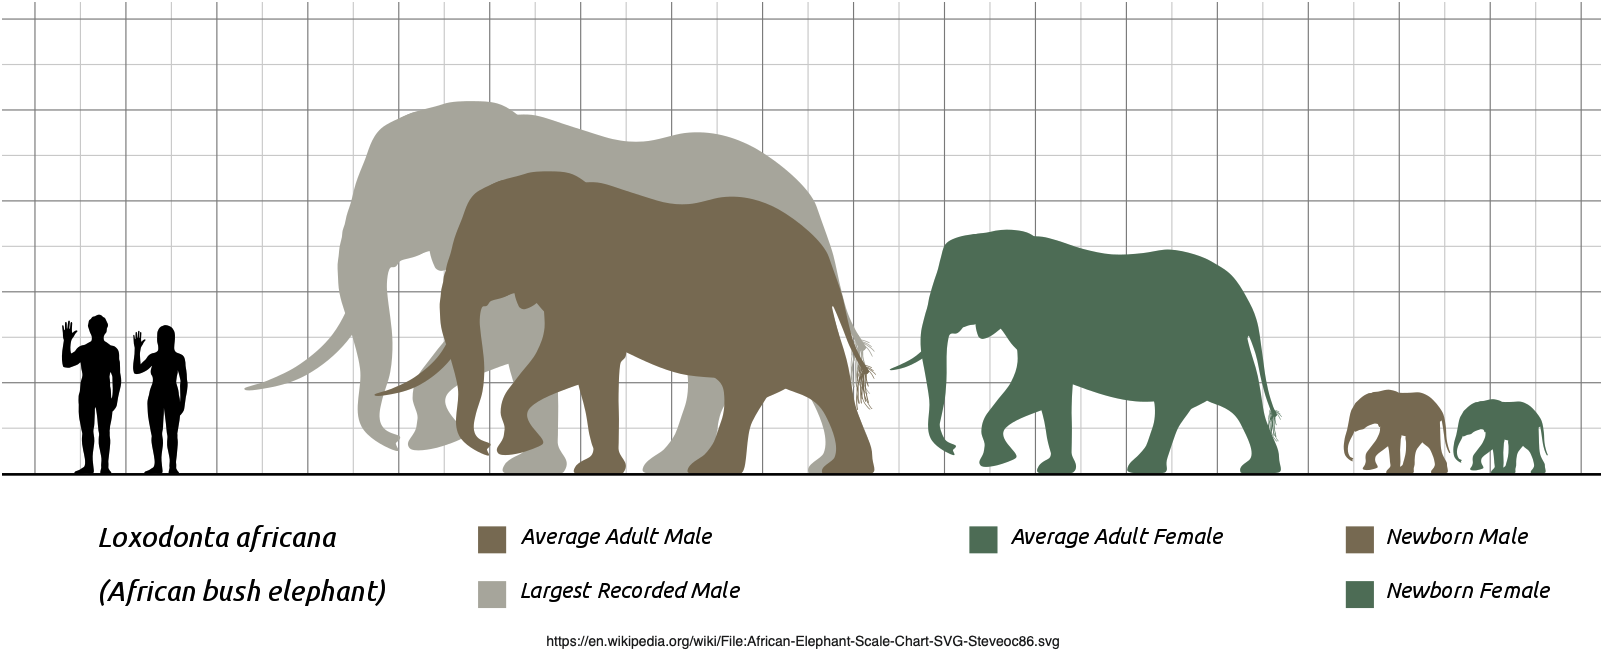 Loxodonta africana
(African bush elephant)
Average Adult Male
Largest Recorded Male
Average Adult Female
Newborn Male
Newborn Female
https://en.wikipedia.org/wiki/File:African-Elephant-Scale-Chart-SVG-Steveoc86.svg